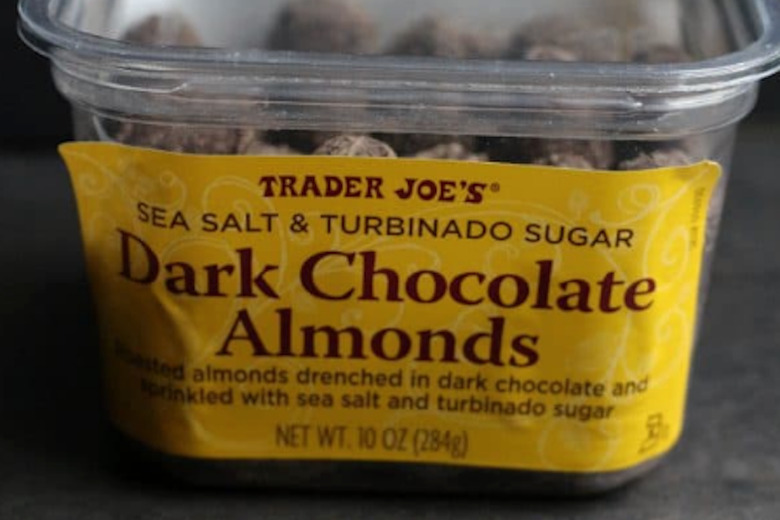 TRADER JOE'S®
SEA SALT & TURBINADO SUGAR
Dark Chocolate
Almonds
roasted almonds drenched in dark chocolate and
sprinkled with sea salt and turbinado sugar
NET WT. 10 OZ (284g)